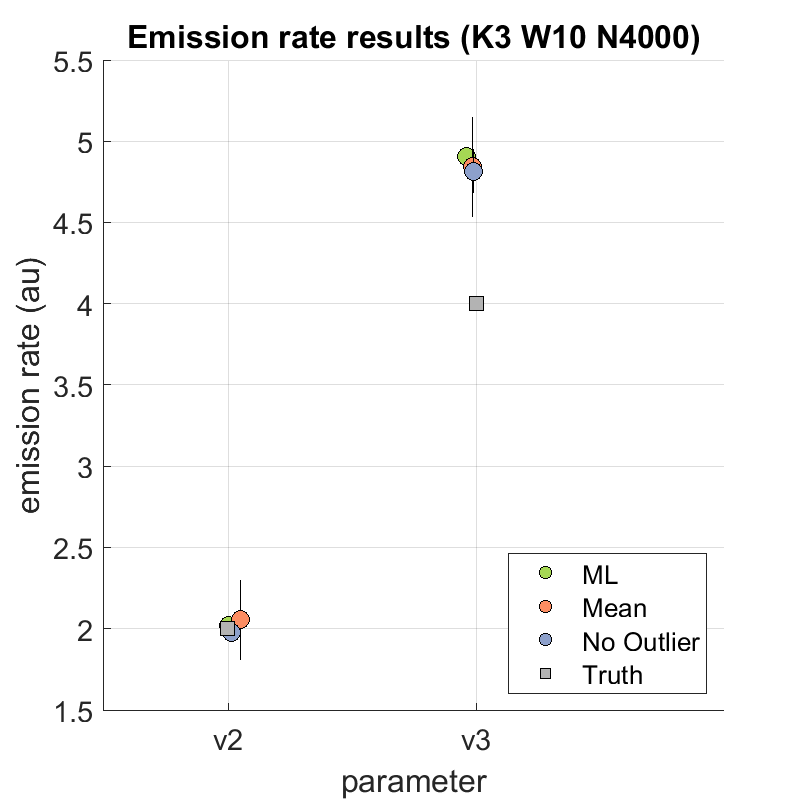 Emission rate results (K3 W10 N4000)
5.5
5
4.5
4
3.5
3
2.5
2
1.5
emission rate (au)
ML
Mean
No Outlier
Truth
v2
v3
parameter